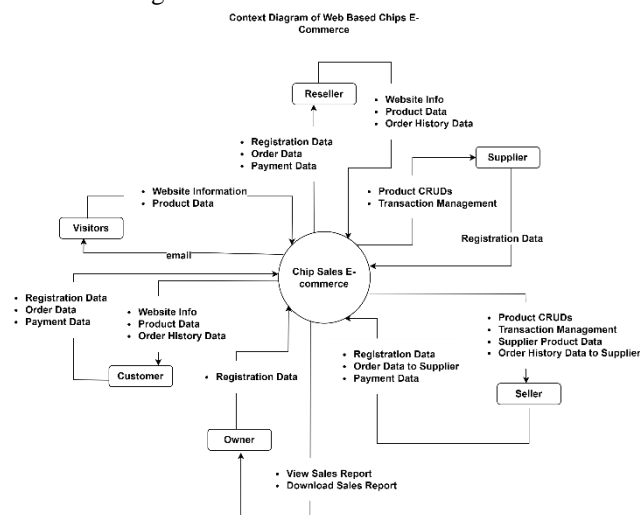 Context Diagram of Web Based Chips E-
Commerce
Reseller
• Website Info
• Product Data
• Order History Data
• Registration Data
• Order Data
• Payment Data
Supplier
• Product CRUDs
• Transaction Management
Registration Data
• Website Information
• Product Data
Visitors
email
Chip Sales E-
commerce
• Registration Data
• Order Data
• Payment Data
• Website Info
• Product Data
• Order HIstory Data
Customer
• Registration Data
Owner
• Registration Data
• Order Data to Supplier
• Payment Data
• Product CRUDs
• Transaction Management
• Supplier Product Data
• Order History Data to Supplier
Seller
• View Sales Report
• Download Sales Report